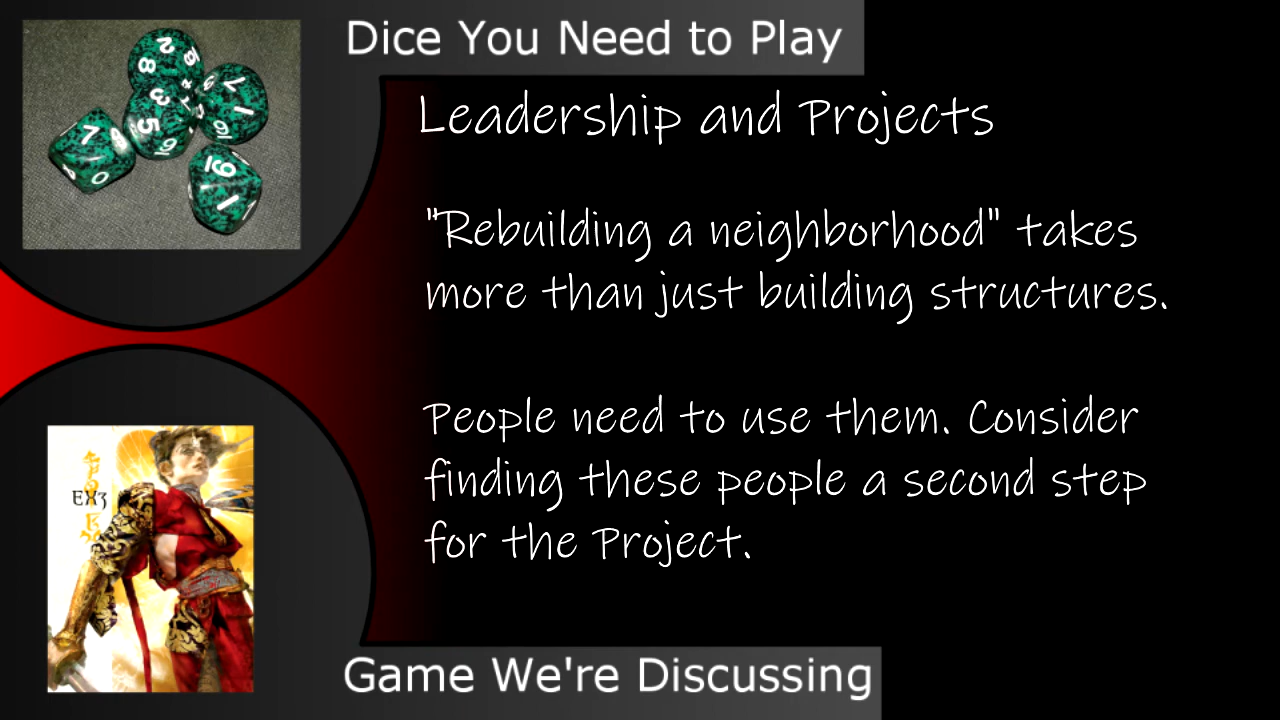 Dice You Need to Play
Leadership and Projects
"Rebuilding a neighborhood" takes
more than just building structures.
People need to use them. Consider
finding these people a second step
for the Project.
EX3
Game We're Discussing